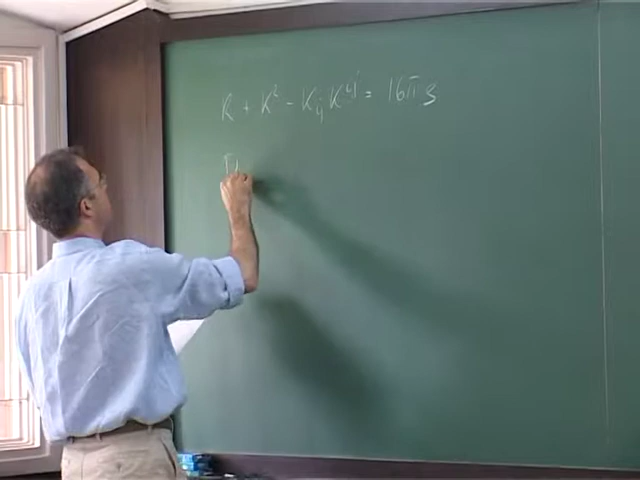 R + K² - K_ij K^ij = 16π ε